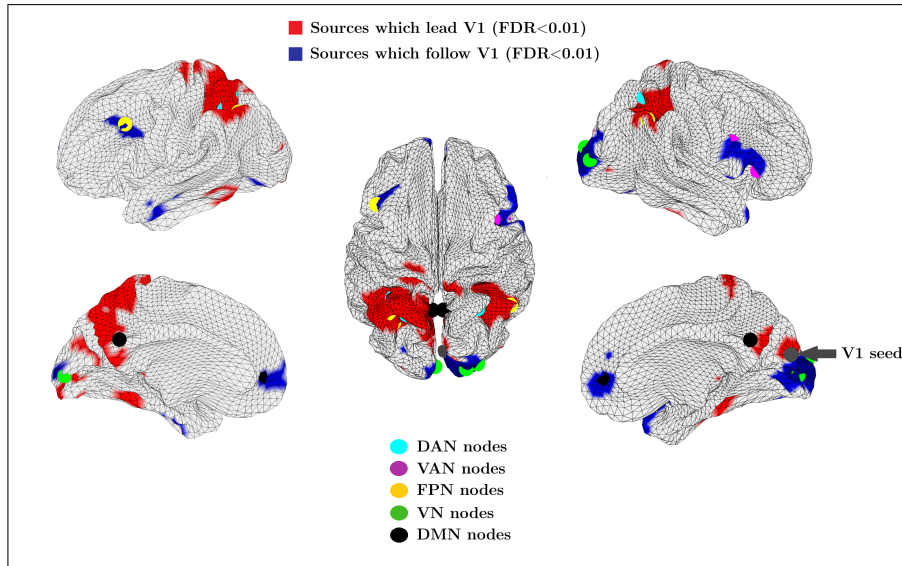 Sources which lead V1 (FDR<0.01)
Sources which follow V1 (FDR<0.01)
V1 seed
DAN nodes
VAN nodes
FPN nodes
VN nodes
DMN nodes